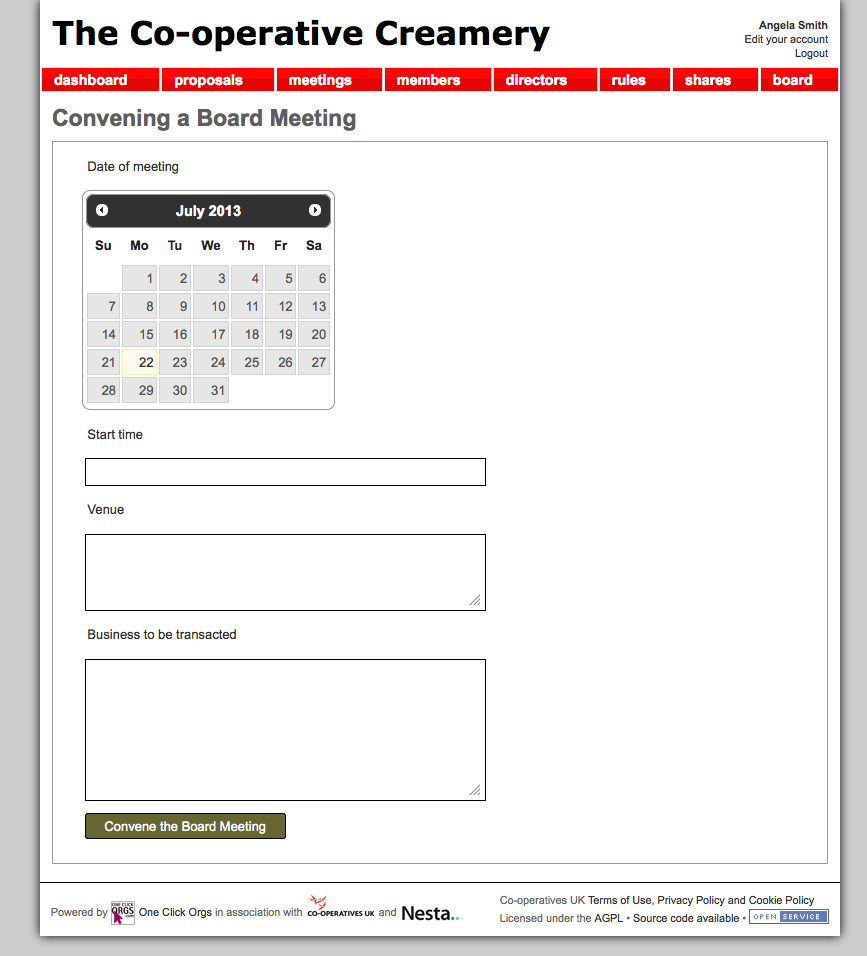 The Co-operative Creamery
Angela Smith
Edit your account
Logout
dashboard proposals meetings members directors rules shares board
Convening a Board Meeting
Date of meeting
July 2013
Su Mo Tu We Th Fr Sa
1 2 3 4 5 6
7 8 9 10 11 12 13
14 15 16 17 18 19 20
21 22 23 24 25 26 27
28 29 30 31
Start time
Venue
Business to be transacted
Convene the Board Meeting
Powered by ONE CLICK ORGS .com One Click Orgs in association with CO-OPERATIVES UK and Nesta...
Co-operatives UK Terms of Use, Privacy Policy and Cookie Policy
Licensed under the AGPL • Source code available • OPEN SERVICE